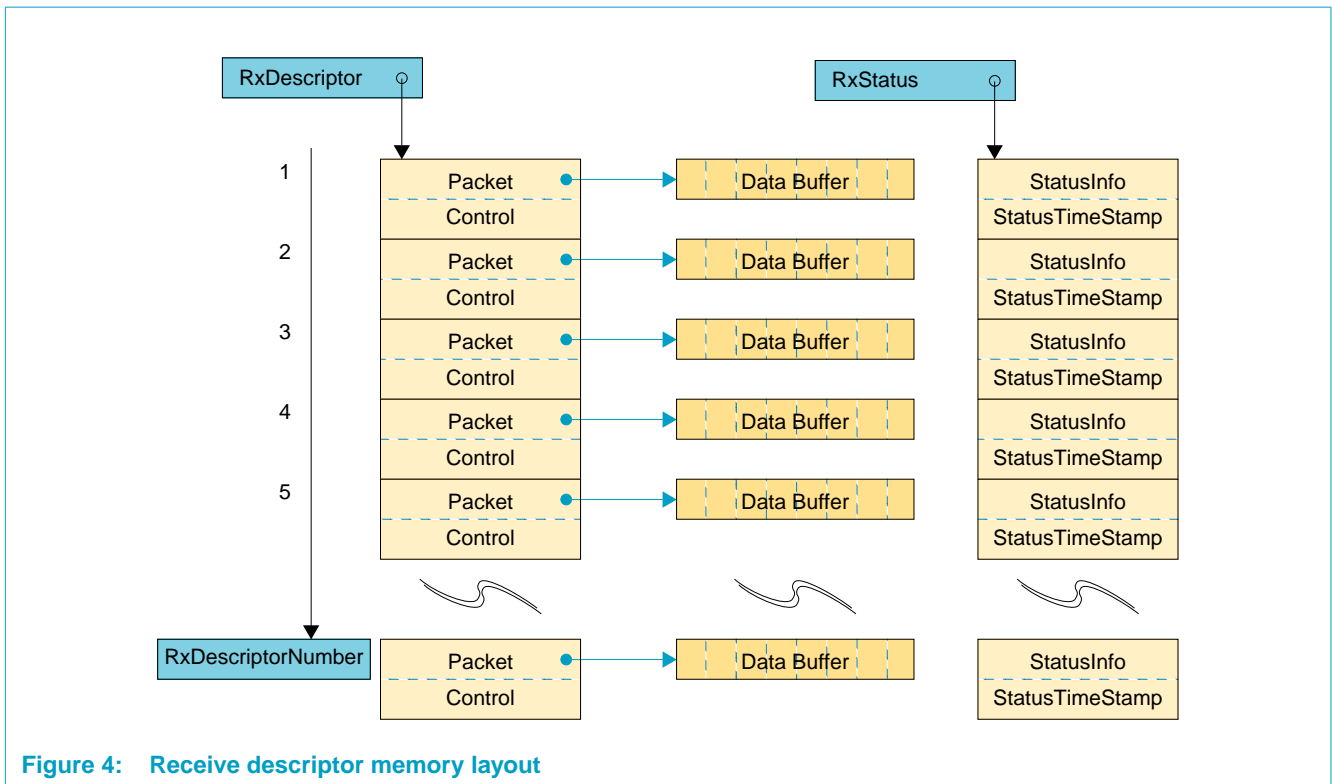 RxDescriptor
RxStatus
1
Packet
Data Buffer
StatusInfo
Control
StatusTimeStamp
2
Packet
Data Buffer
StatusInfo
Control
StatusTimeStamp
3
Packet
Data Buffer
StatusInfo
Control
StatusTimeStamp
4
Packet
Data Buffer
StatusInfo
Control
StatusTimeStamp
5
Packet
Data Buffer
StatusInfo
Control
StatusTimeStamp
RxDescriptorNumber
Packet
Data Buffer
StatusInfo
Control
StatusTimeStamp
Figure 4: Receive descriptor memory layout